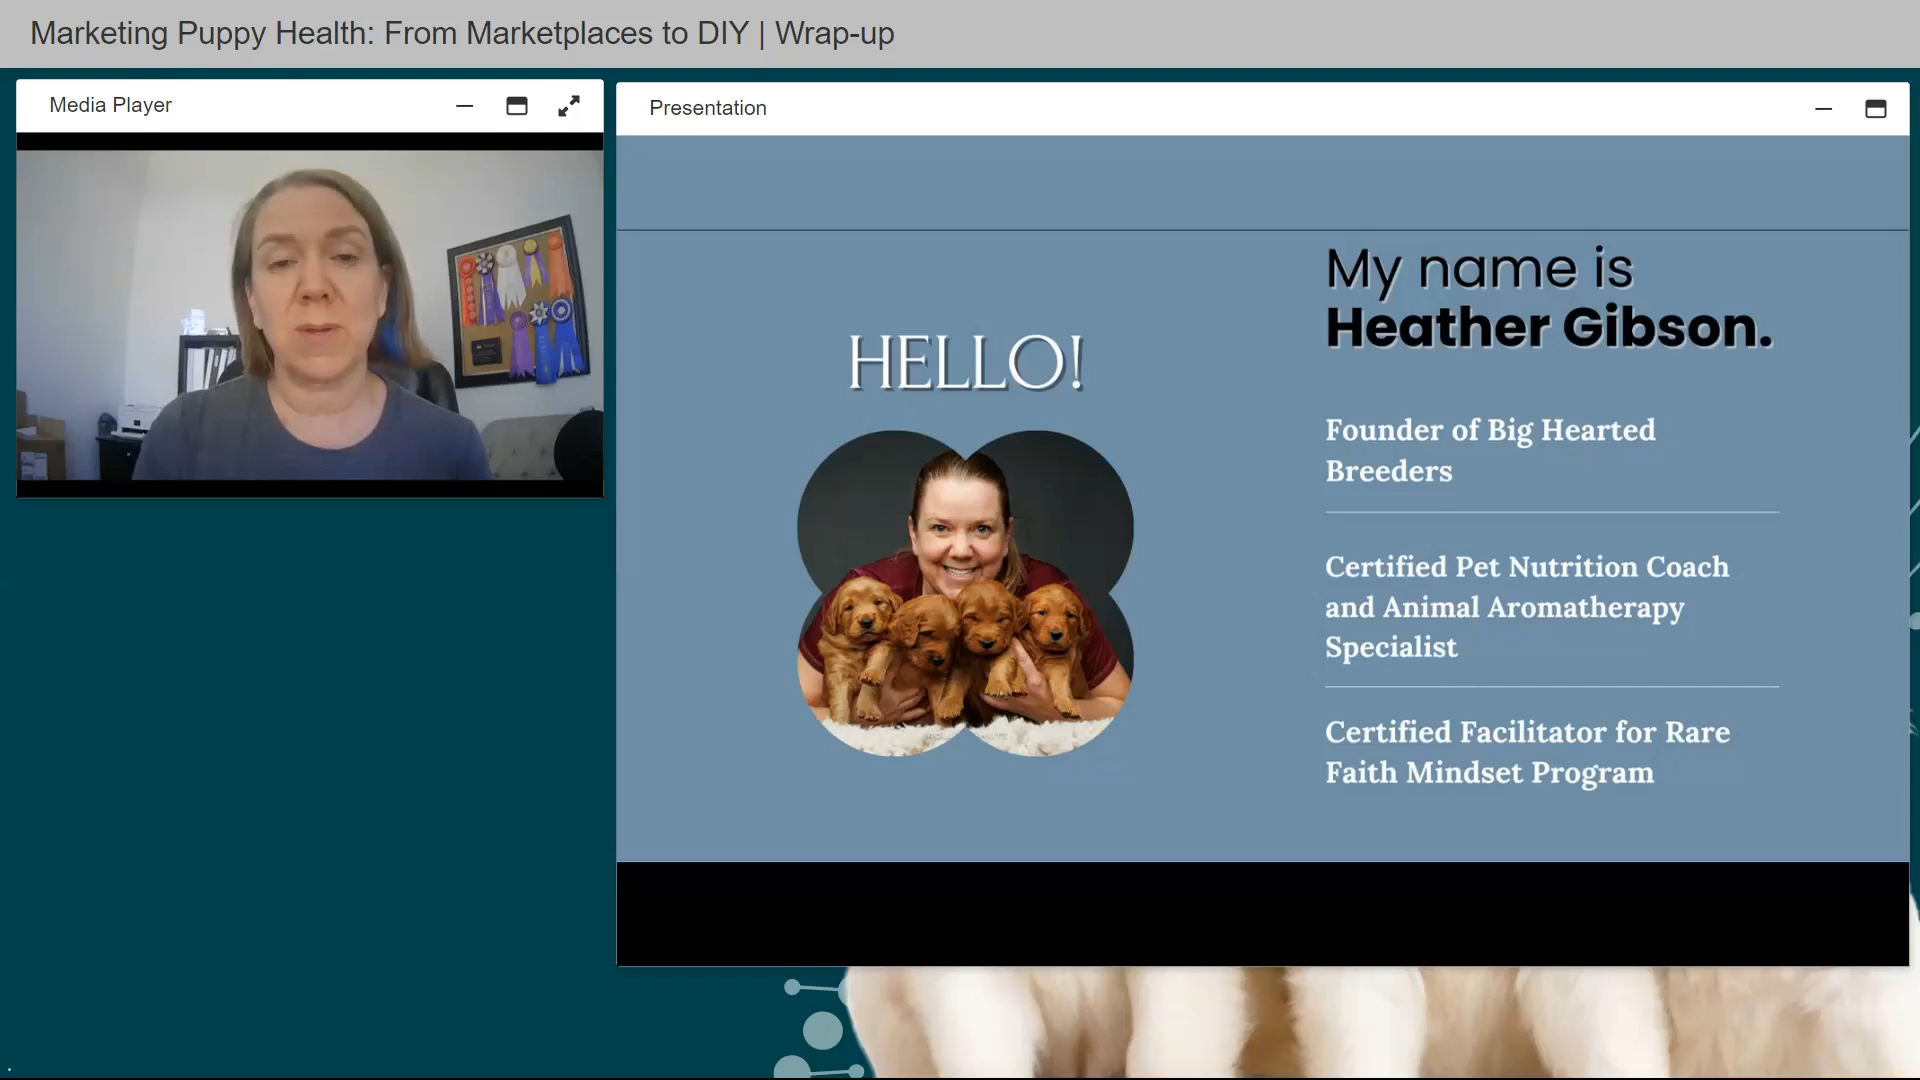 Marketing Puppy Health: From Marketplaces to DIY | Wrap-up
Media Player
Presentation
HELLO!
My name is
Heather Gibson.
Founder of Big Hearted
Breeders
Certified Pet Nutrition Coach
and Animal Aromatherapy
Specialist
Certified Facilitator for Rare
Faith Mindset Program